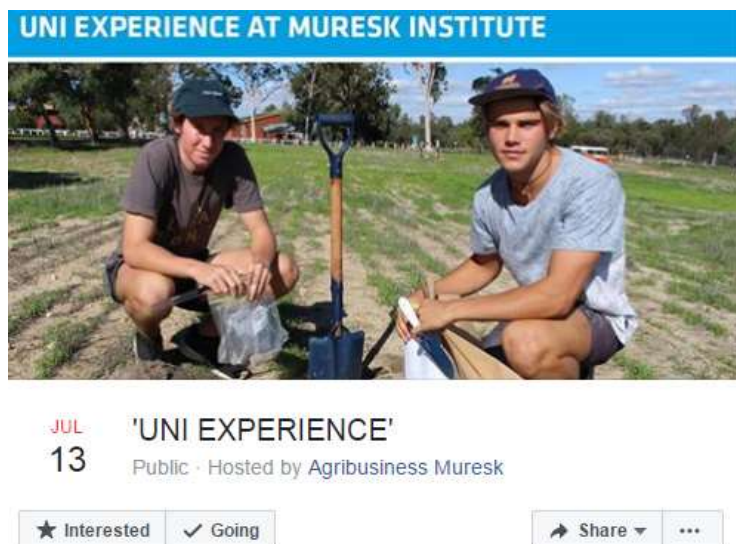 UNI EXPERIENCE AT MURESK INSTITUTE
JUL
13
'UNI EXPERIENCE'
Public · Hosted by Agribusiness Muresk
Interested Going Share